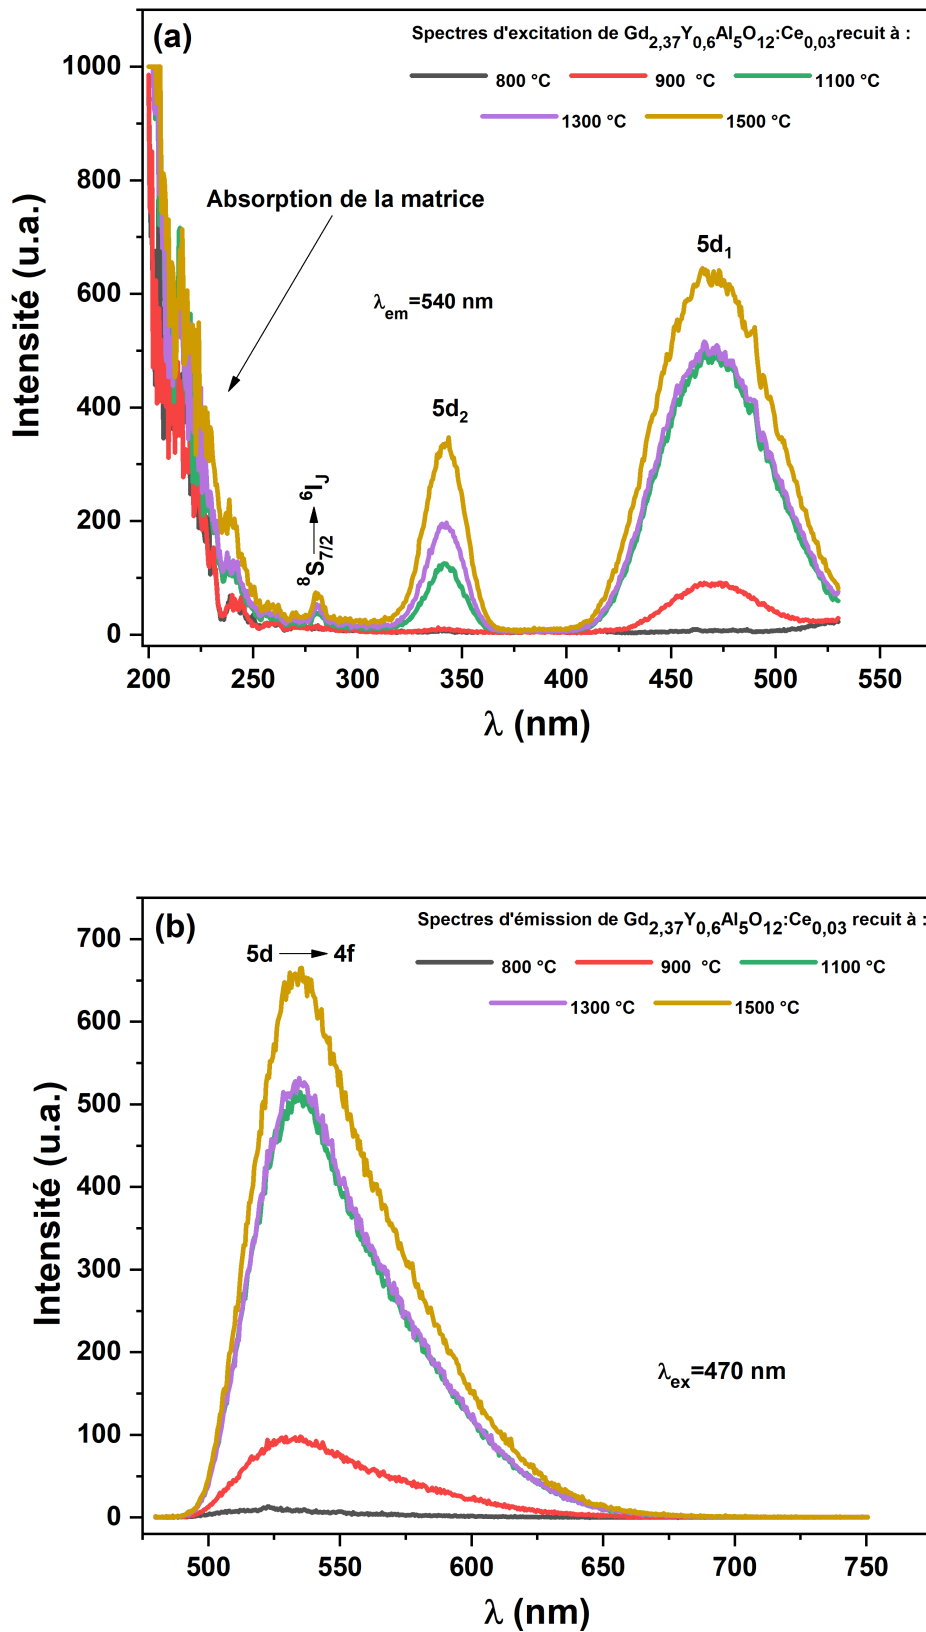 (a)
Spectres d'excitation de Gd2,37Y0,6Al5O12:Ce0,03recuit à :
800 °C 900 °C 1100 °C
1300 °C 1500 °C
Absorption de la matrice
λem=540 nm
5d1
5d2
8S7/2 → 6IJ
Intensité (u.a.)
1000
800
600
400
200
0
200 250 300 350 400 450 500 550
λ (nm)
(b)
Spectres d'émission de Gd2,37Y0,6Al5O12:Ce0,03 recuit à :
800 °C 900 °C 1100 °C
1300 °C 1500 °C
5d → 4f
λex=470 nm
Intensité (u.a.)
700
600
500
400
300
200
100
0
500 550 600 650 700 750
λ (nm)